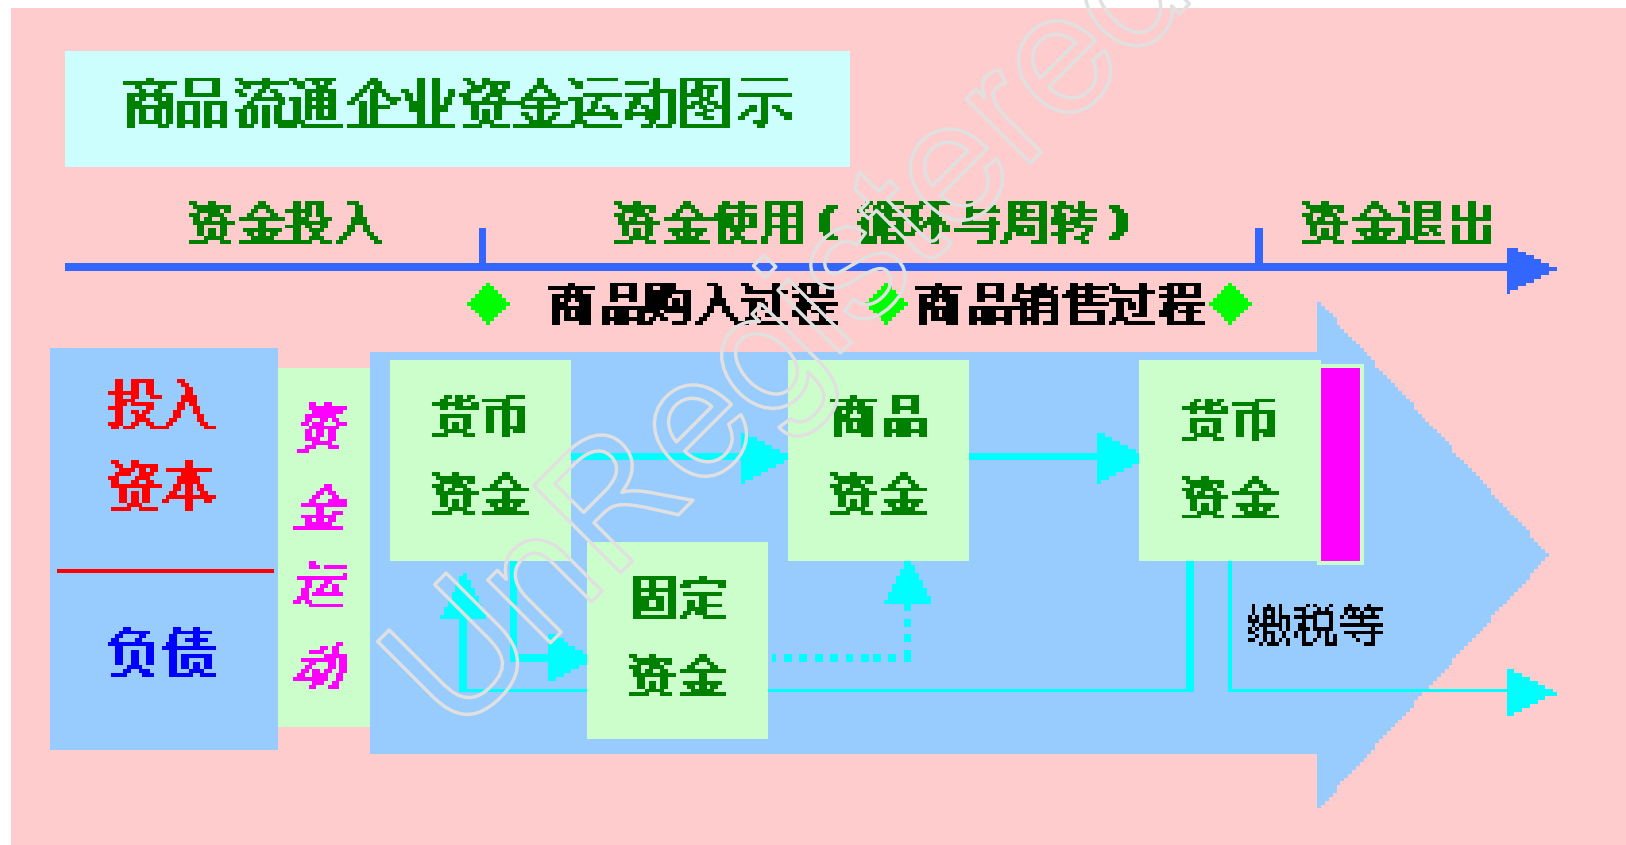 商品流通企业资金运动图示
资金投入
资金使用(循环与周转)
资金退出
商品购入过程
商品销售过程
投入
资本
负债
资金运动
货币
资金
商品
资金
货币
资金
固定
资金
缴税等
UnRegistered